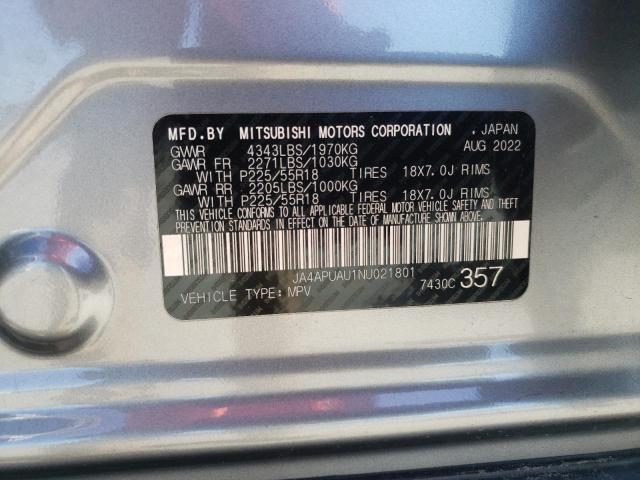 MFD.BY MITSUBISHI MOTORS CORPORATION . JAPAN
GVWR 4343LBS/1970KG AUG 2022
GAWR FR 2271LBS/1030KG
WITH P225/55R18 TIRES 18X7.0J RIMS
GAWR RR 2205LBS/1000KG
WITH P225/55R18 TIRES 18X7.0J RIMS
THIS VEHICLE CONFORMS TO ALL APPLICABLE FEDERAL MOTOR VEHICLE SAFETY AND THEFT
PREVENTION STANDARDS IN EFFECT ON THE DATE OF MANUFACTURE SHOWN ABOVE.
JA4APUAU1NU021801
VEHICLE TYPE:MPV 7430C 357